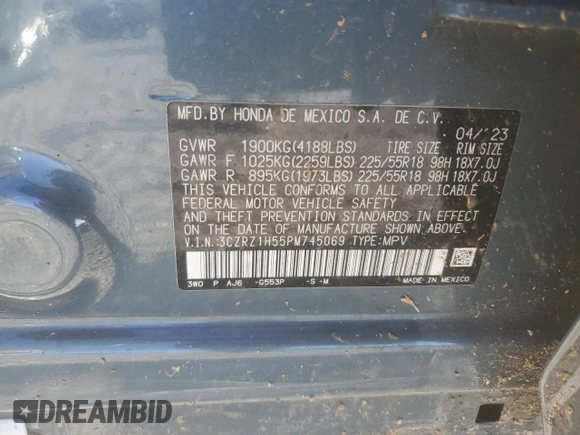 MFD.BY HONDA DE MEXICO S.A. DE C.V.
04/'23
GVWR 1900KG(4188LBS) TIRE SIZE RIM SIZE
GAWR F. 1025KG(2259LBS) 225/55R18 98H 18X7.0J
GAWR R. 895KG(1973LBS) 225/55R18 98H 18X7.0J
THIS VEHICLE CONFORMS TO ALL APPLICABLE
FEDERAL MOTOR VEHICLE SAFETY
AND THEFT PREVENTION STANDARDS IN EFFECT
ON THE DATE OF MANUFACTURE SHOWN ABOVE.
V.I.N.:3CZRZ1H55PM745069 TYPE:MPV
3WO P AJ6 -G553P -S -M MADE IN MEXICO
DREAMBID